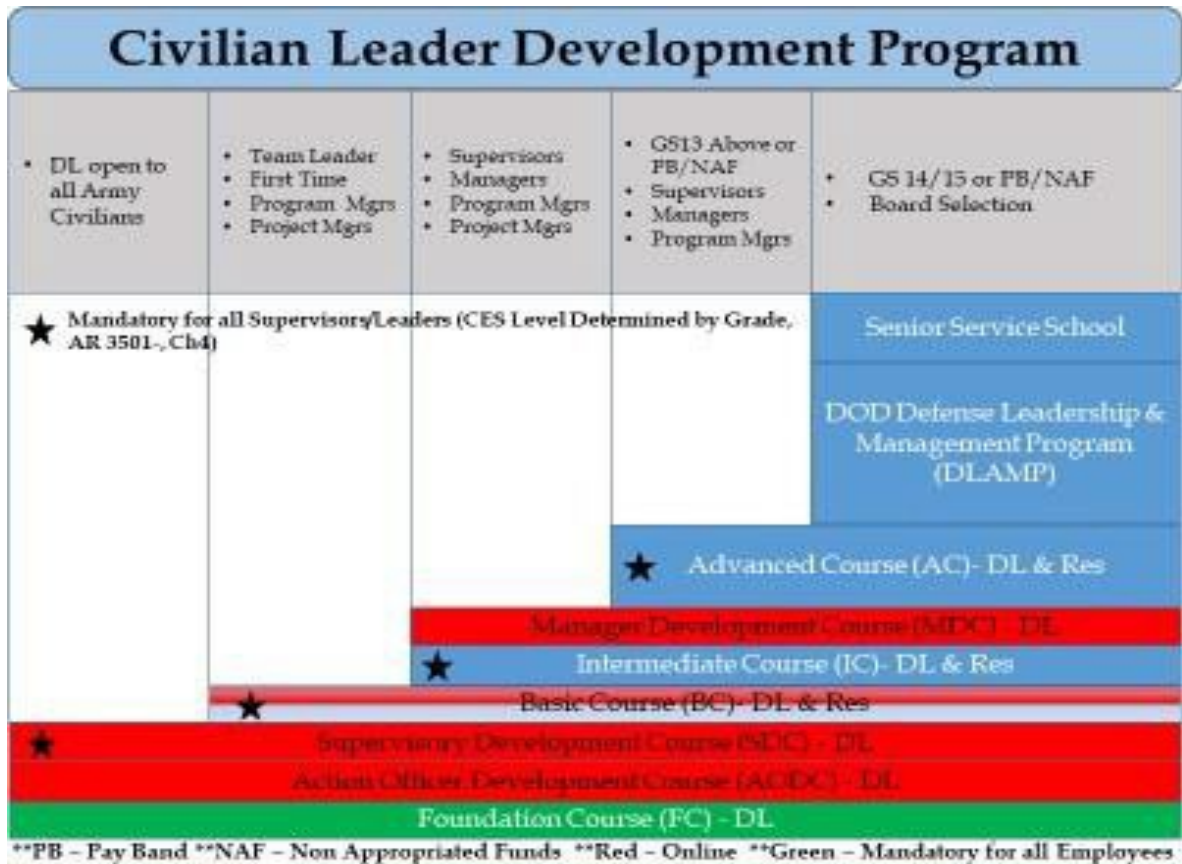 Civilian Leader Development Program
• DL open to
all Army
Civilians
• Team Leader
• First Time
• Program Mgrs
• Project Mgrs
• Supervisors
• Managers
• Program Mgrs
• Project Mgrs
• GS13 Above or
PB/NAF
• Supervisors
• Managers
• Program Mgrs
• GS 14/15 or PB/NAF
• Board Selection
★ Mandatory for all Supervisors/Leaders (CES Level Determined by Grade,
AR 3501-, Ch4)
Senior Service School
DOD Defense Leadership &
Management Program
(DLAMP)
★ Advanced Course (AC)- DL & Res
Manager Development Course (MDC) - DL
★ Intermediate Course (IC)- DL & Res
★ Basic Course (BC)- DL & Res
★ Supervisory Development Course (SDC) - DL
Action Officer Development Course (AODC) - DL
Foundation Course (FC) - DL
**PB – Pay Band **NAF – Non Appropriated Funds **Red – Online **Green – Mandatory for all Employees